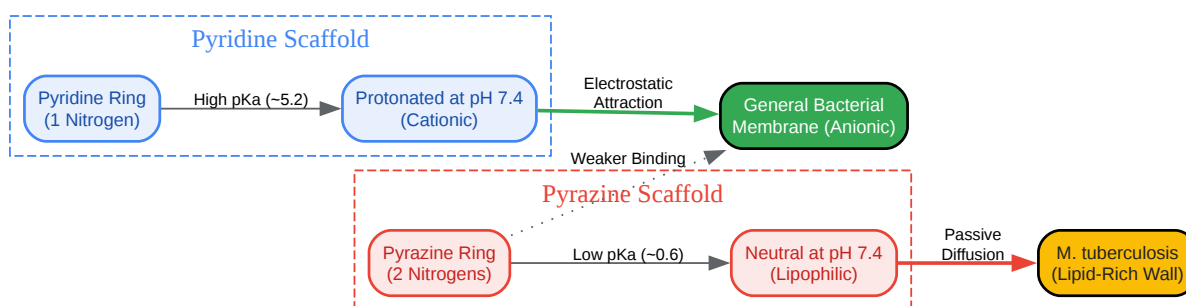 Pyridine Scaffold
Pyridine Ring
(1 Nitrogen)
High pKa (~5.2)
Protonated at pH 7.4
(Cationic)
Electrostatic
Attraction
General Bacterial
Membrane (Anionic)
Weaker Binding
Pyrazine Scaffold
Pyrazine Ring
(2 Nitrogens)
Low pKa (~0.6)
Neutral at pH 7.4
(Lipophilic)
Passive
Diffusion
M. tuberculosis
(Lipid-Rich Wall)